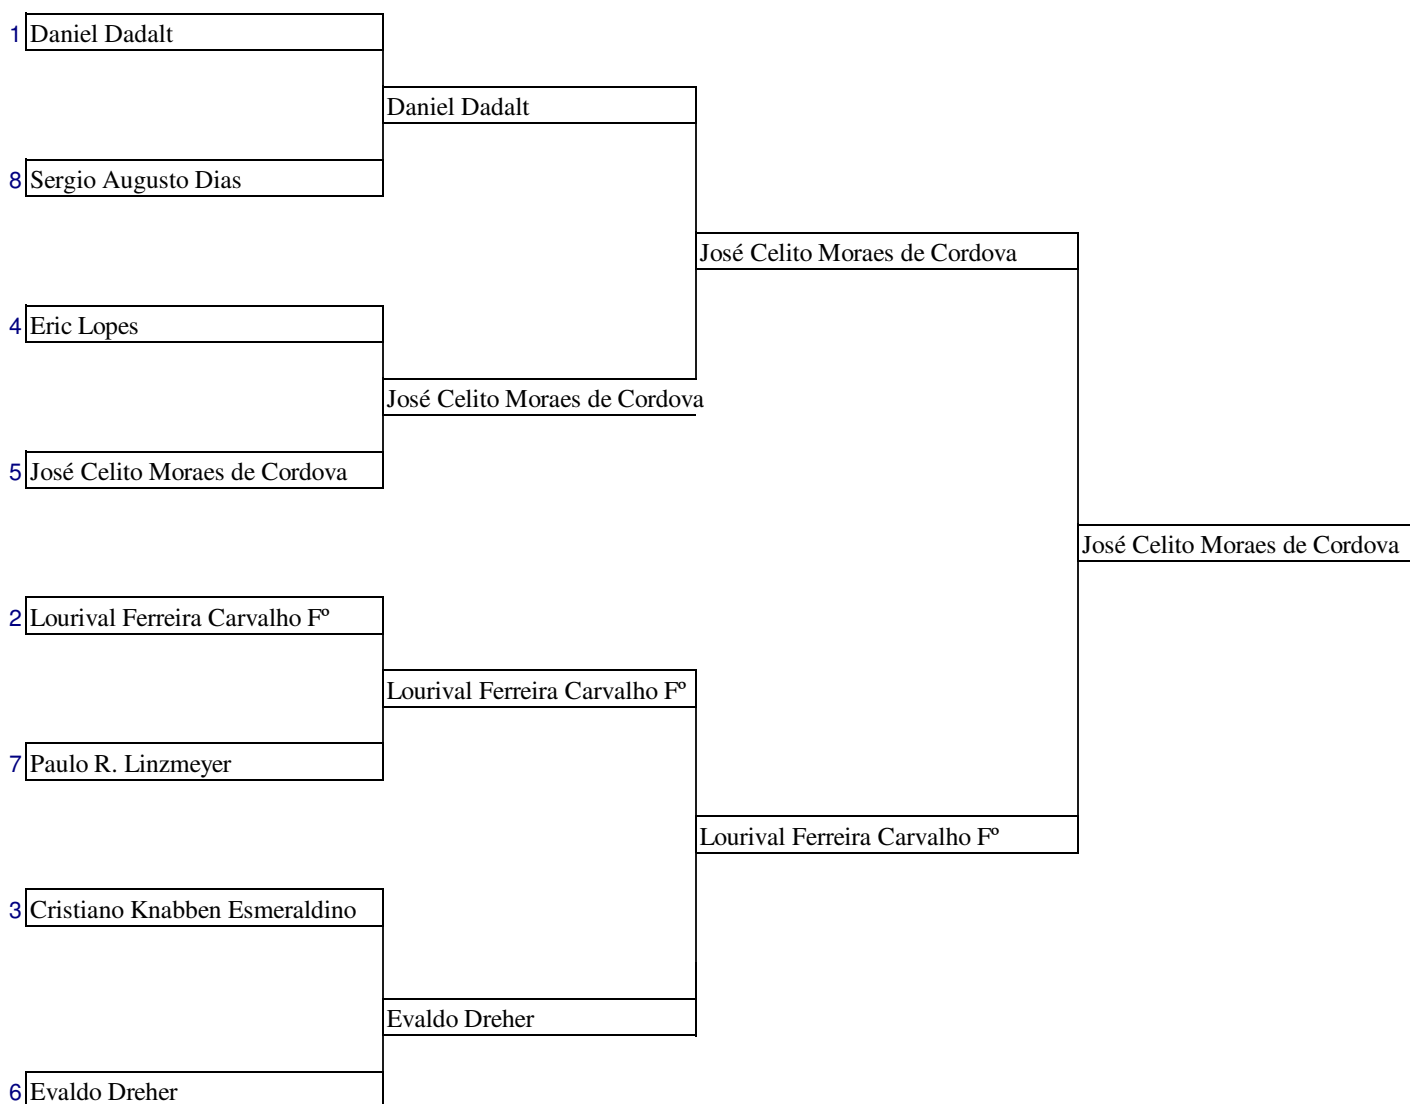 1 Daniel Dadalt
Daniel Dadalt
8 Sergio Augusto Dias
José Celito Moraes de Cordova
4 Eric Lopes
José Celito Moraes de Cordova
5 José Celito Moraes de Cordova
José Celito Moraes de Cordova
2 Lourival Ferreira Carvalho Fº
Lourival Ferreira Carvalho Fº
7 Paulo R. Linzmeyer
Lourival Ferreira Carvalho Fº
3 Cristiano Knabben Esmeraldino
Evaldo Dreher
6 Evaldo Dreher